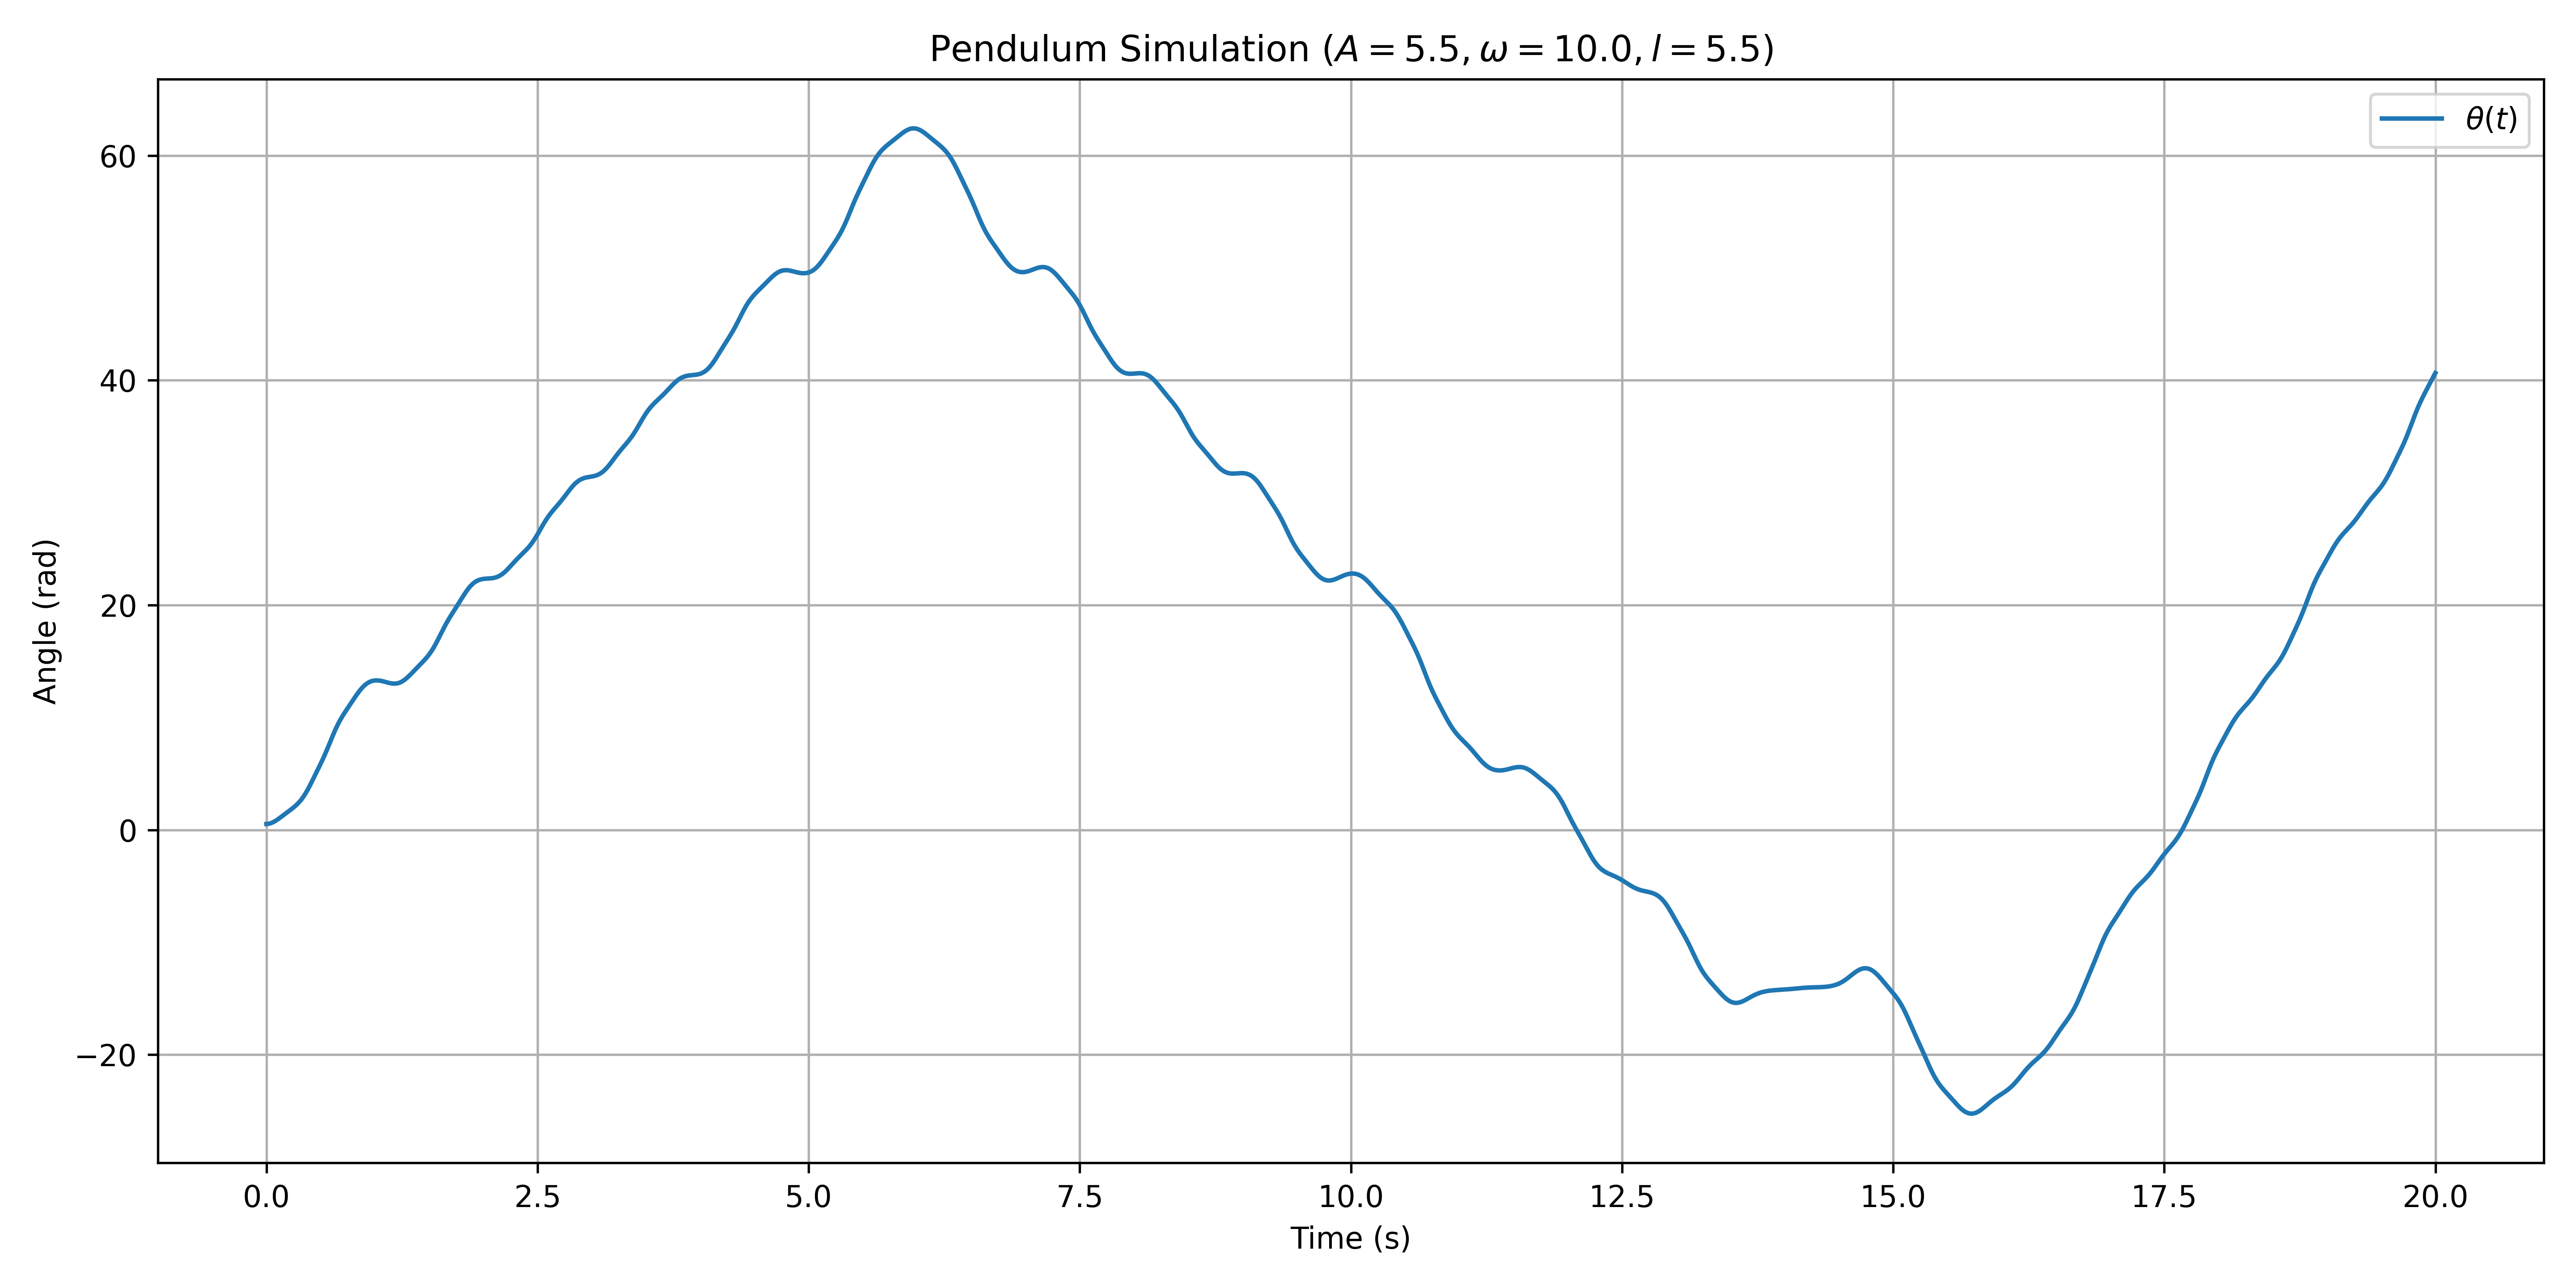 Pendulum Simulation (A = 5.5, ω = 10.0, l = 5.5)
θ(t)
60
40
20
0
−20
Angle (rad)
0.0 2.5 5.0 7.5 10.0 12.5 15.0 17.5 20.0
Time (s)